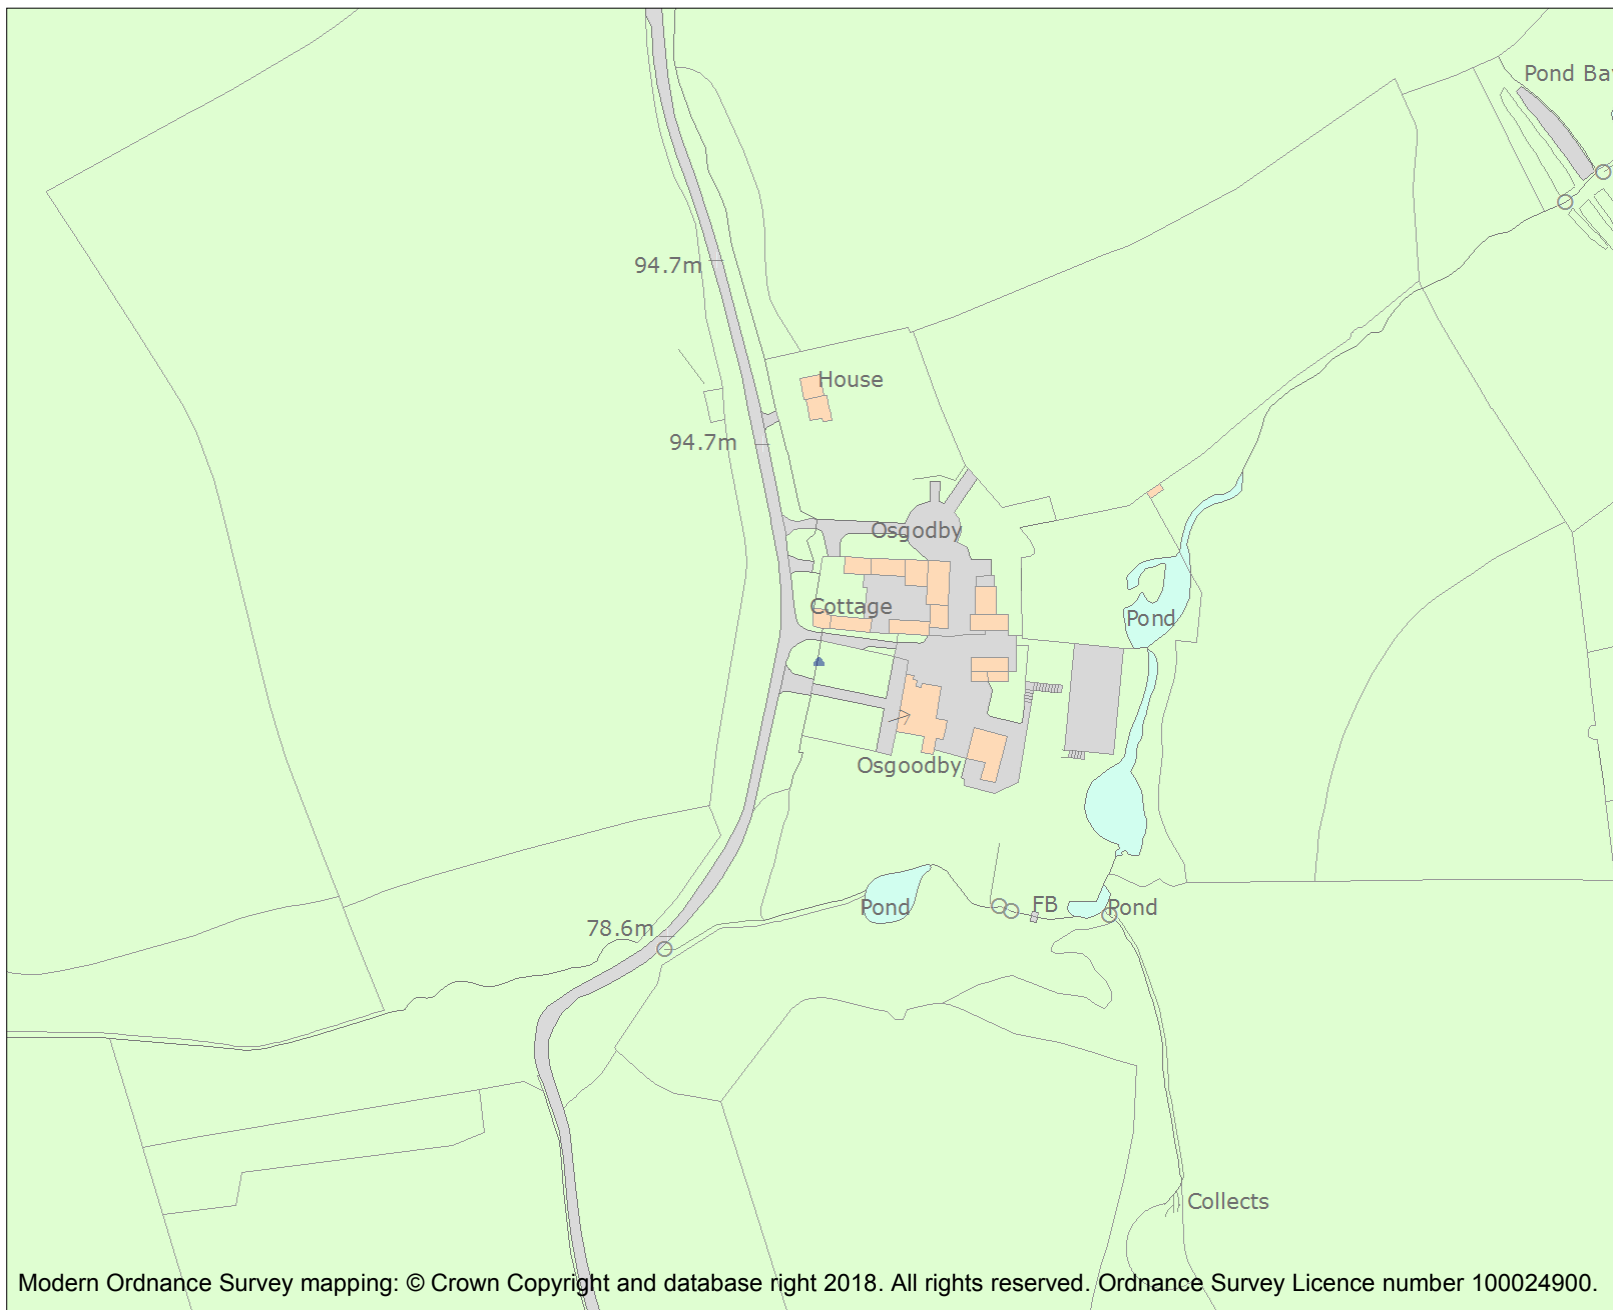 Pond Ba
94.7m
House
94.7m
Osgodby
Cottage
Pond
Osgoodby
Pond
FB
Pond
78.6m
Collects
Modern Ordnance Survey mapping: © Crown Copyright and database right 2018. All rights reserved. Ordnance Survey Licence number 100024900.